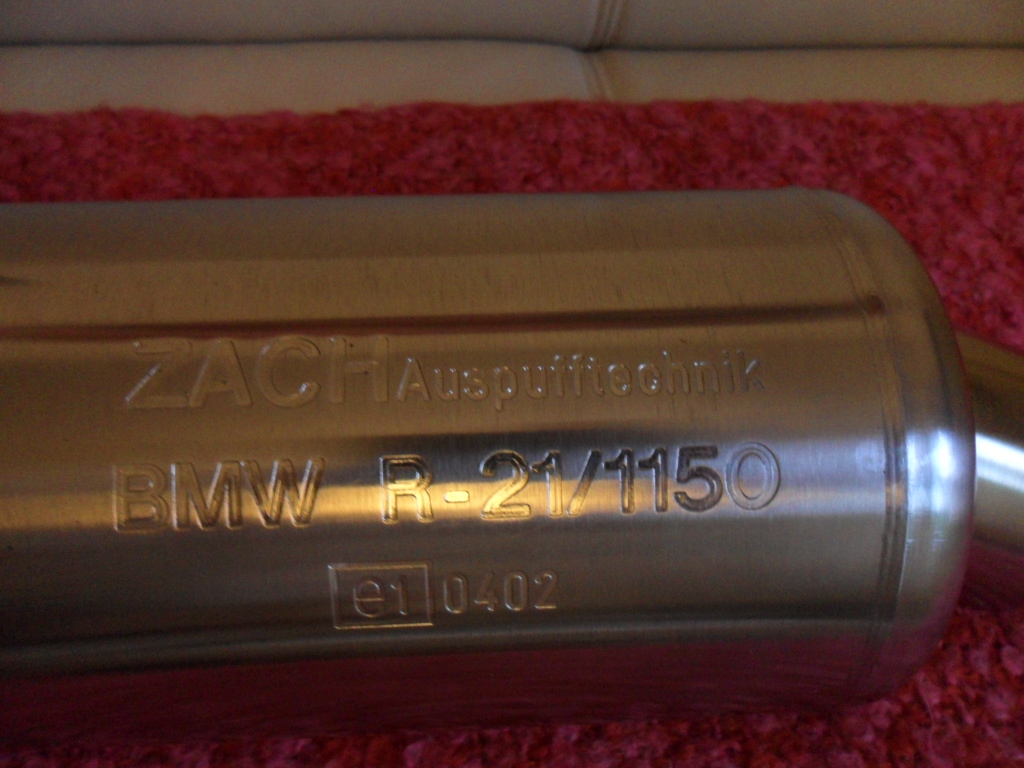 ZACH Auspufftechnik
BMW R-21/1150
e1 0402